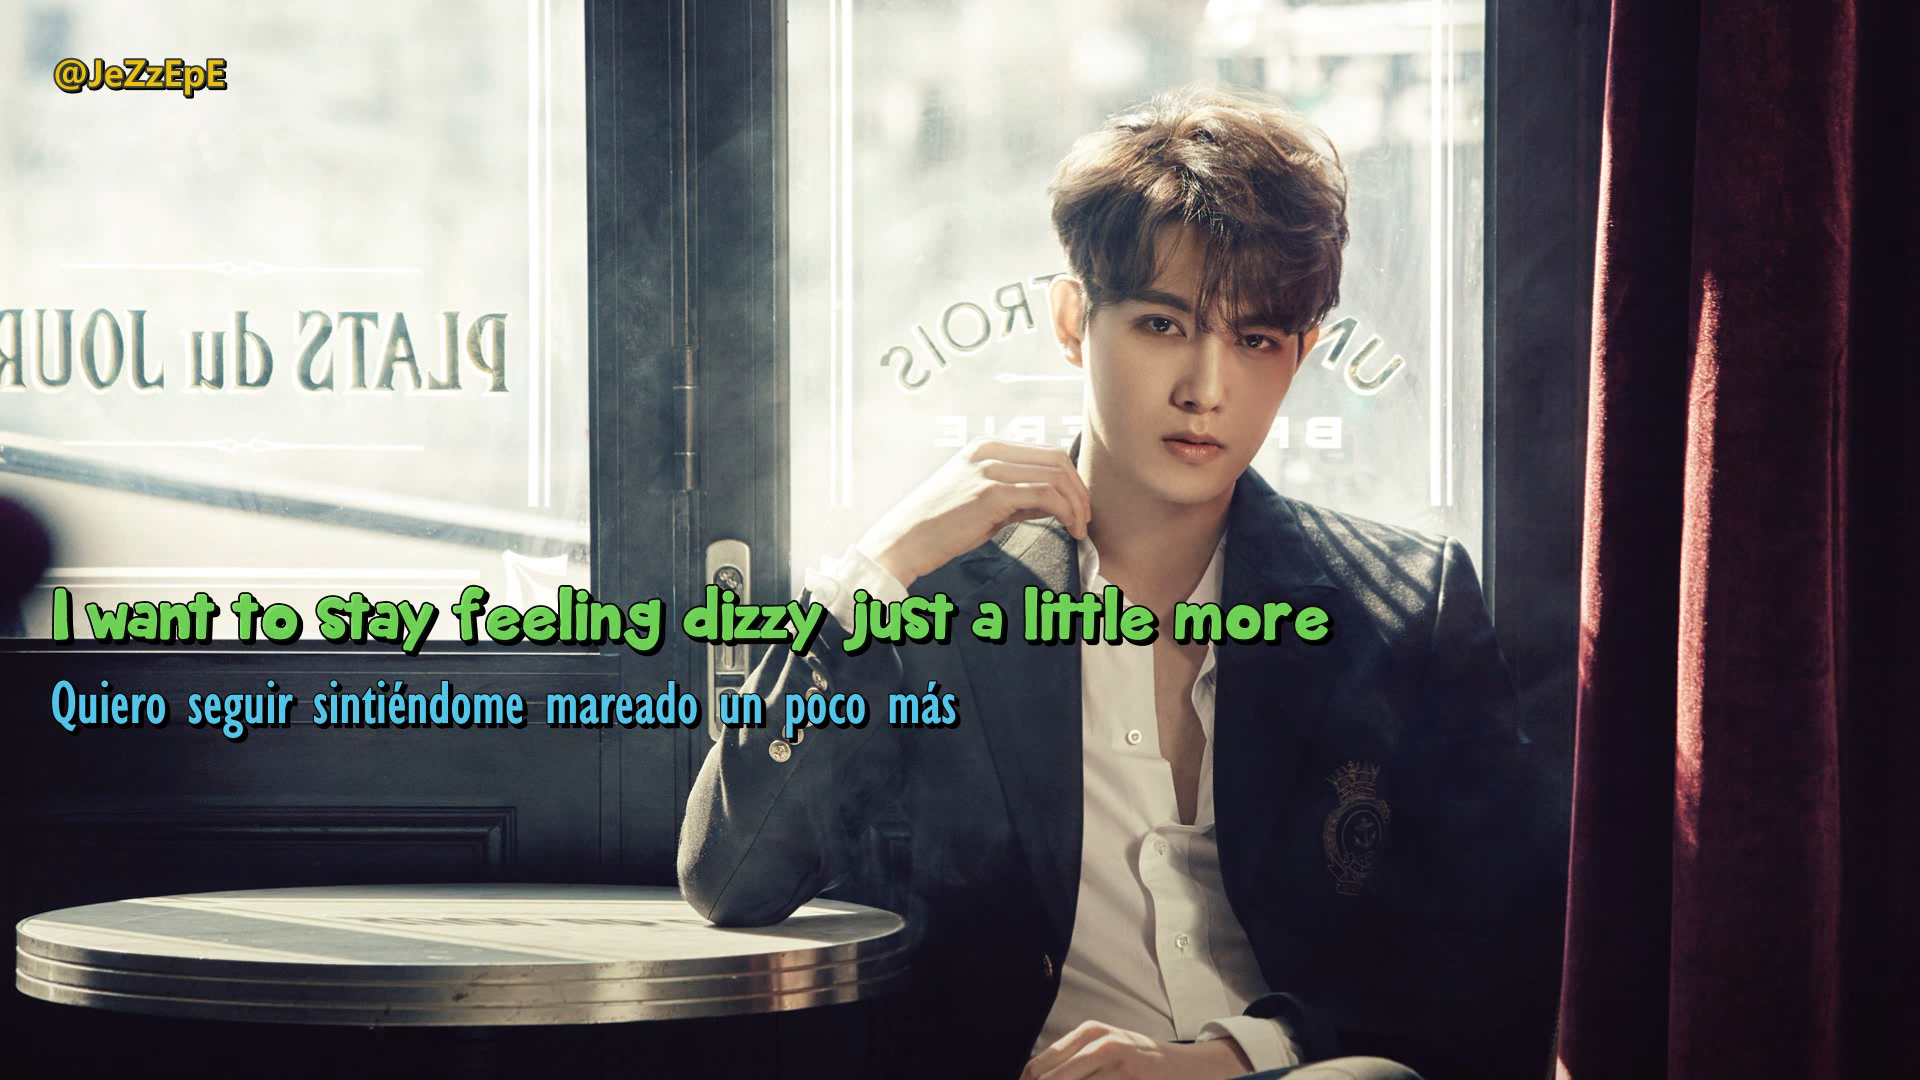 @JeZzEpE
PLATS du JOUR
UN TROIS
I want to stay feeling dizzy just a little more
Quiero seguir sintiéndome mareado un poco más